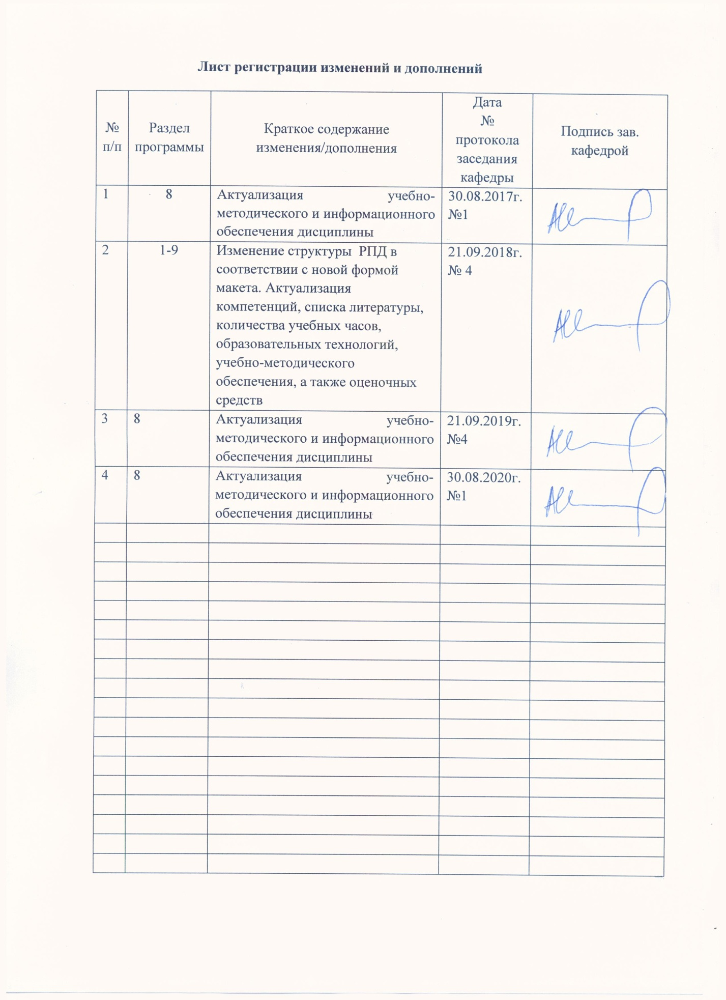 Лист регистрации изменений и дополнений
№
п/п
Раздел
программы
Краткое содержание
изменения/дополнения
Дата
№
протокола
заседания
кафедры
Подпись зав.
кафедрой
1
8
Актуализация учебно-
методического и информационного
обеспечения дисциплины
30.08.2017г.
№1
2
1-9
Изменение структуры РПД в
соответствии с новой формой
макета. Актуализация
компетенций, списка литературы,
количества учебных часов,
образовательных технологий,
учебно-методического
обеспечения, а также оценочных
средств
21.09.2018г.
№ 4
3
8
Актуализация учебно-
методического и информационного
обеспечения дисциплины
21.09.2019г.
№4
4
8
Актуализация учебно-
методического и информационного
обеспечения дисциплины
30.08.2020г.
№1